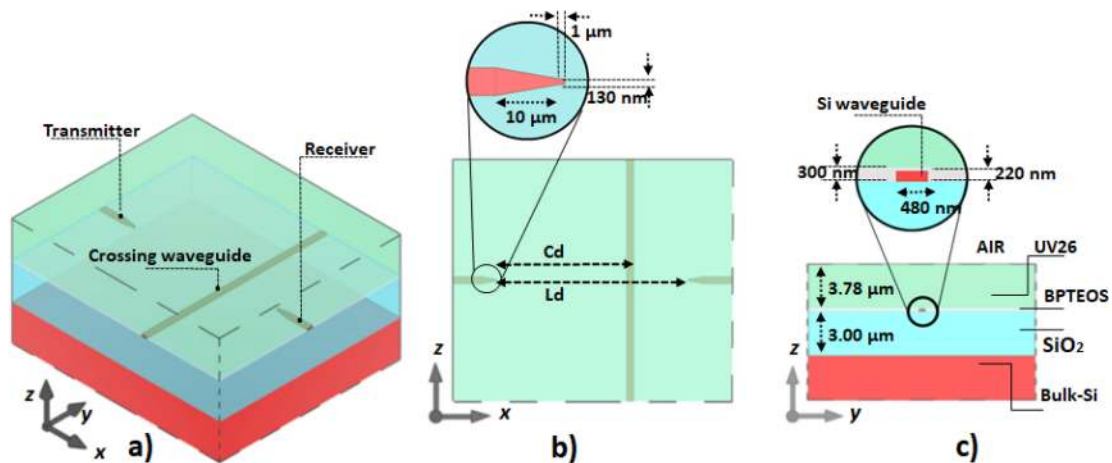 Transmitter
Receiver
Crossing waveguide
z
y
x
a)
1 µm
130 nm
10 µm
Cd
Ld
z
x
b)
Si waveguide
300 nm
220 nm
480 nm
AIR
UV26
3.78 µm
BPTEOS
3.00 µm
SiO₂
Bulk-Si
z
y
c)